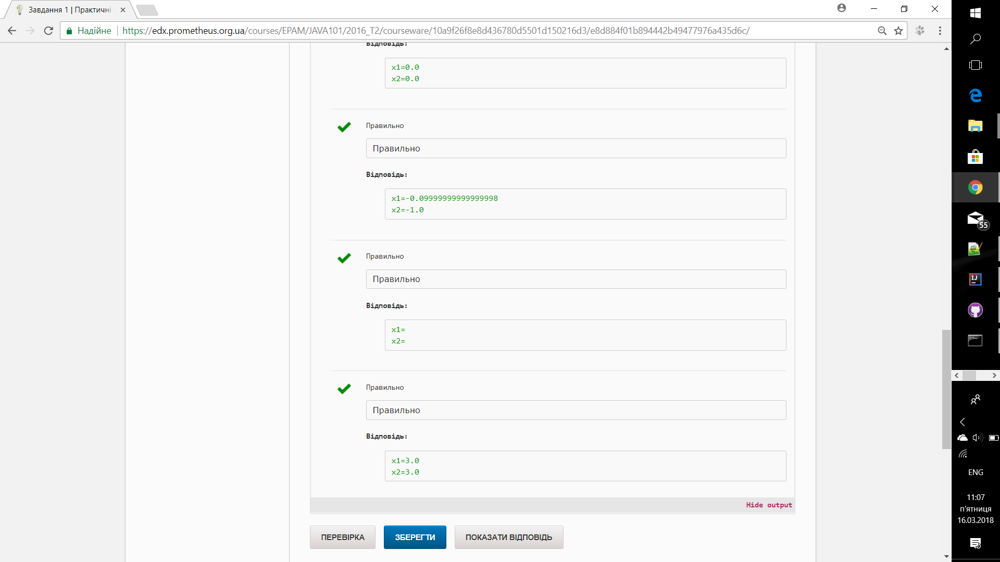 Завдання 1 | Практичні
Надійне
https://edx.prometheus.org.ua/courses/EPAM/JAVA101/2016_T2/courseware/10a9f26f8e8d436780d5501d150216d3/e8d884f01b894442b49477976a435d6c/
Відповідь:
x1=0.0
x2=0.0
Правильно
Правильно
Відповідь:
x1=-0.09999999999999998
x2=-1.0
Правильно
Правильно
Відповідь:
x1=
x2=
Правильно
Правильно
Відповідь:
x1=3.0
x2=3.0
Hide output
ПЕРЕВІРКА
ЗБЕРЕГТИ
ПОКАЗАТИ ВІДПОВІДЬ
55
IJ
ENG
11:07
п'ятниця
16.03.2018